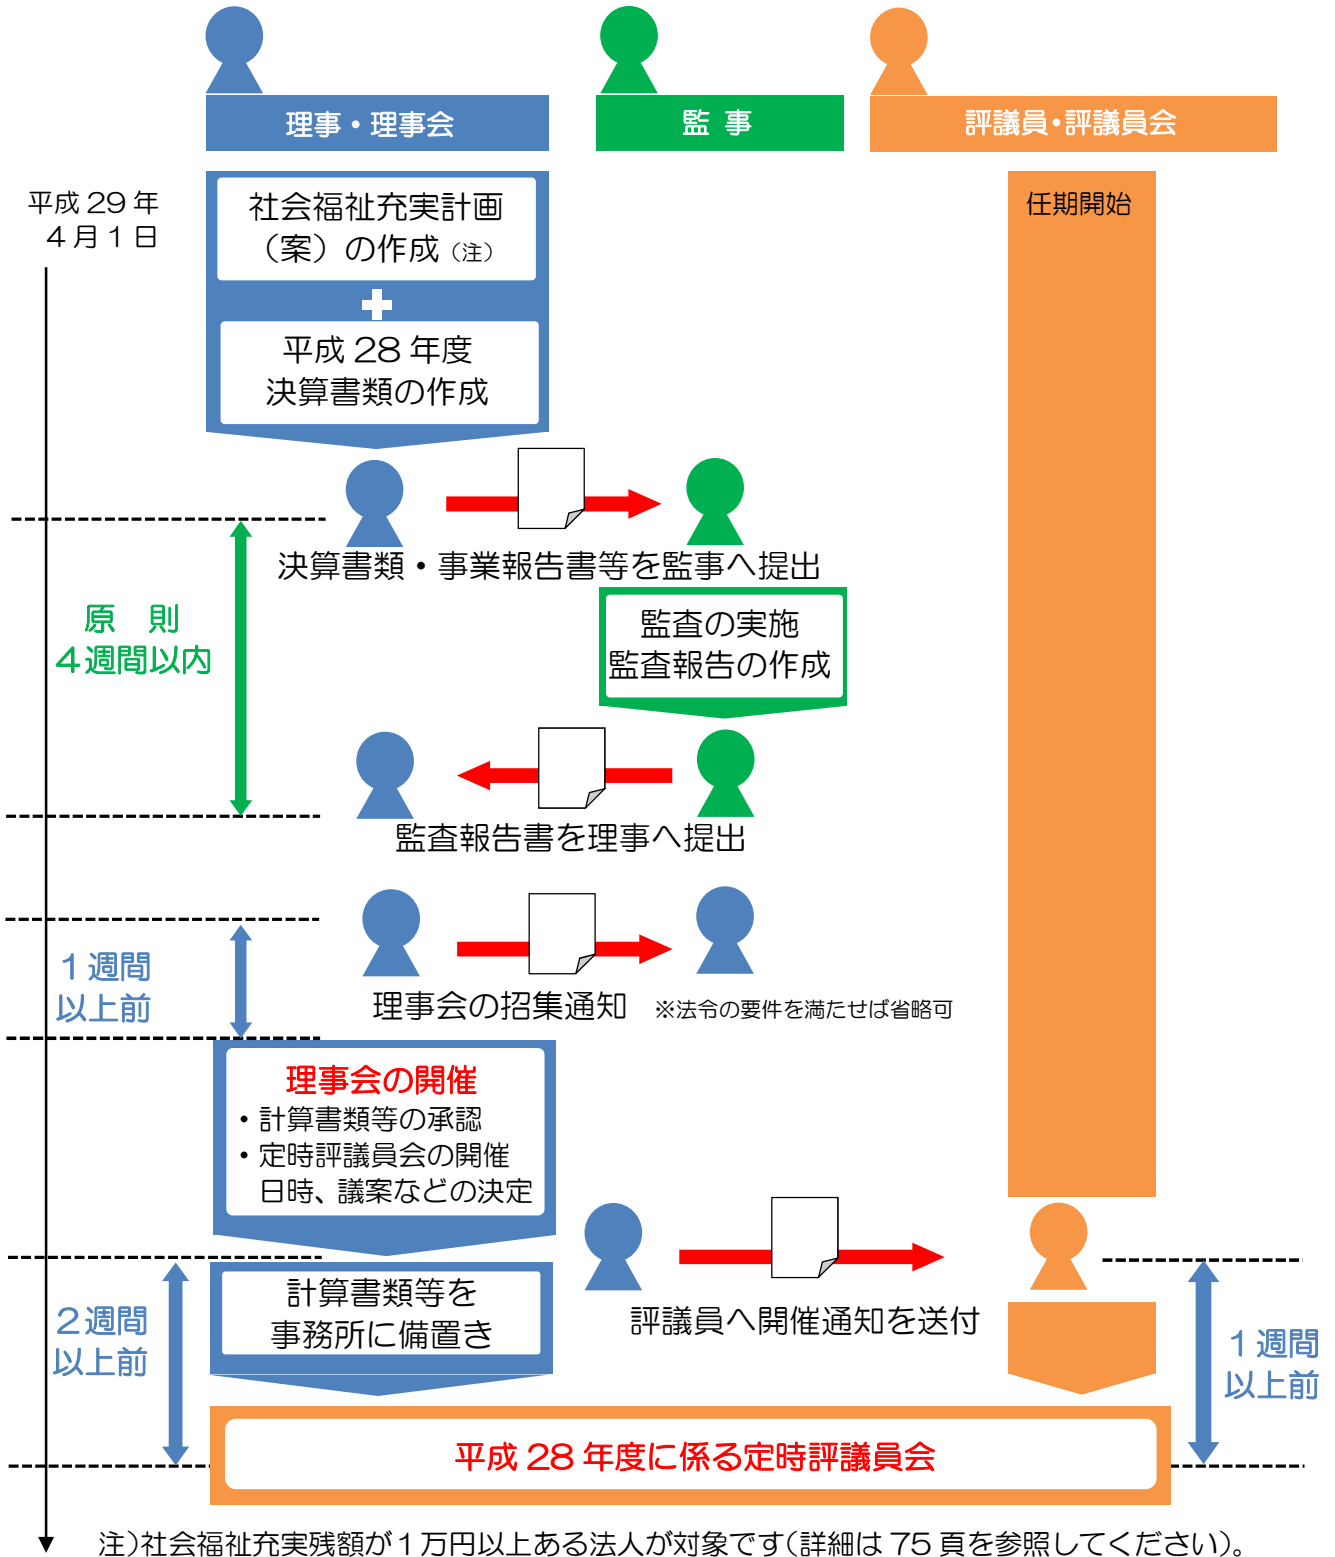 理事・理事会
監 事
評議員・評議員会
平成 29 年
4月1日
社会福祉充実計画
（案）の作成（注）
平成 28 年度
決算書類の作成
任期開始
決算書類・事業報告書等を監事へ提出
原　則
4週間以内
監査の実施
監査報告の作成
監査報告書を理事へ提出
1週間
以上前
理事会の招集通知　※法令の要件を満たせば省略可
理事会の開催
・計算書類等の承認
・定時評議員会の開催
日時、議案などの決定
2週間
以上前
計算書類等を
事務所に備置き
評議員へ開催通知を送付
1週間
以上前
平成 28 年度に係る定時評議員会
注）社会福祉充実残額が1万円以上ある法人が対象です（詳細は 75 頁を参照してください）。